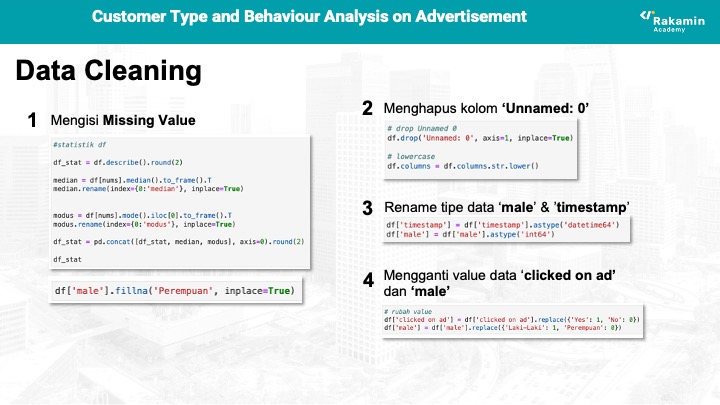 Customer Type and Behaviour Analysis on Advertisement
Rakamin
Academy
Data Cleaning
1 Mengisi Missing Value
#statistik df
df_stat = df.describe().round(2)
median = df[nums].median().to_frame().T
median.rename(index={0:'median'}, inplace=True)
modus = df[nums].mode().iloc[0].to_frame().T
modus.rename(index={0:'modus'}, inplace=True)
df_stat = pd.concat([df_stat, median, modus], axis=0).round(2)
df_stat
df['male'].fillna('Perempuan', inplace=True)
2 Menghapus kolom ‘Unnamed: 0’
# drop Unnamed 0
df.drop('Unnamed: 0', axis=1, inplace=True)
# lowercase
df.columns = df.columns.str.lower()
3 Rename tipe data ‘male’ & ’timestamp’
df['timestamp'] = df['timestamp'].astype('datetime64')
df['male'] = df['male'].astype('int64')
4 Mengganti value data ‘clicked on ad’
dan ‘male’
# rubah value
df['clicked on ad'] = df['clicked on ad'].replace({'Yes': 1, 'No': 0})
df['male'] = df['male'].replace({'Laki-Laki': 1, 'Perempuan': 0})